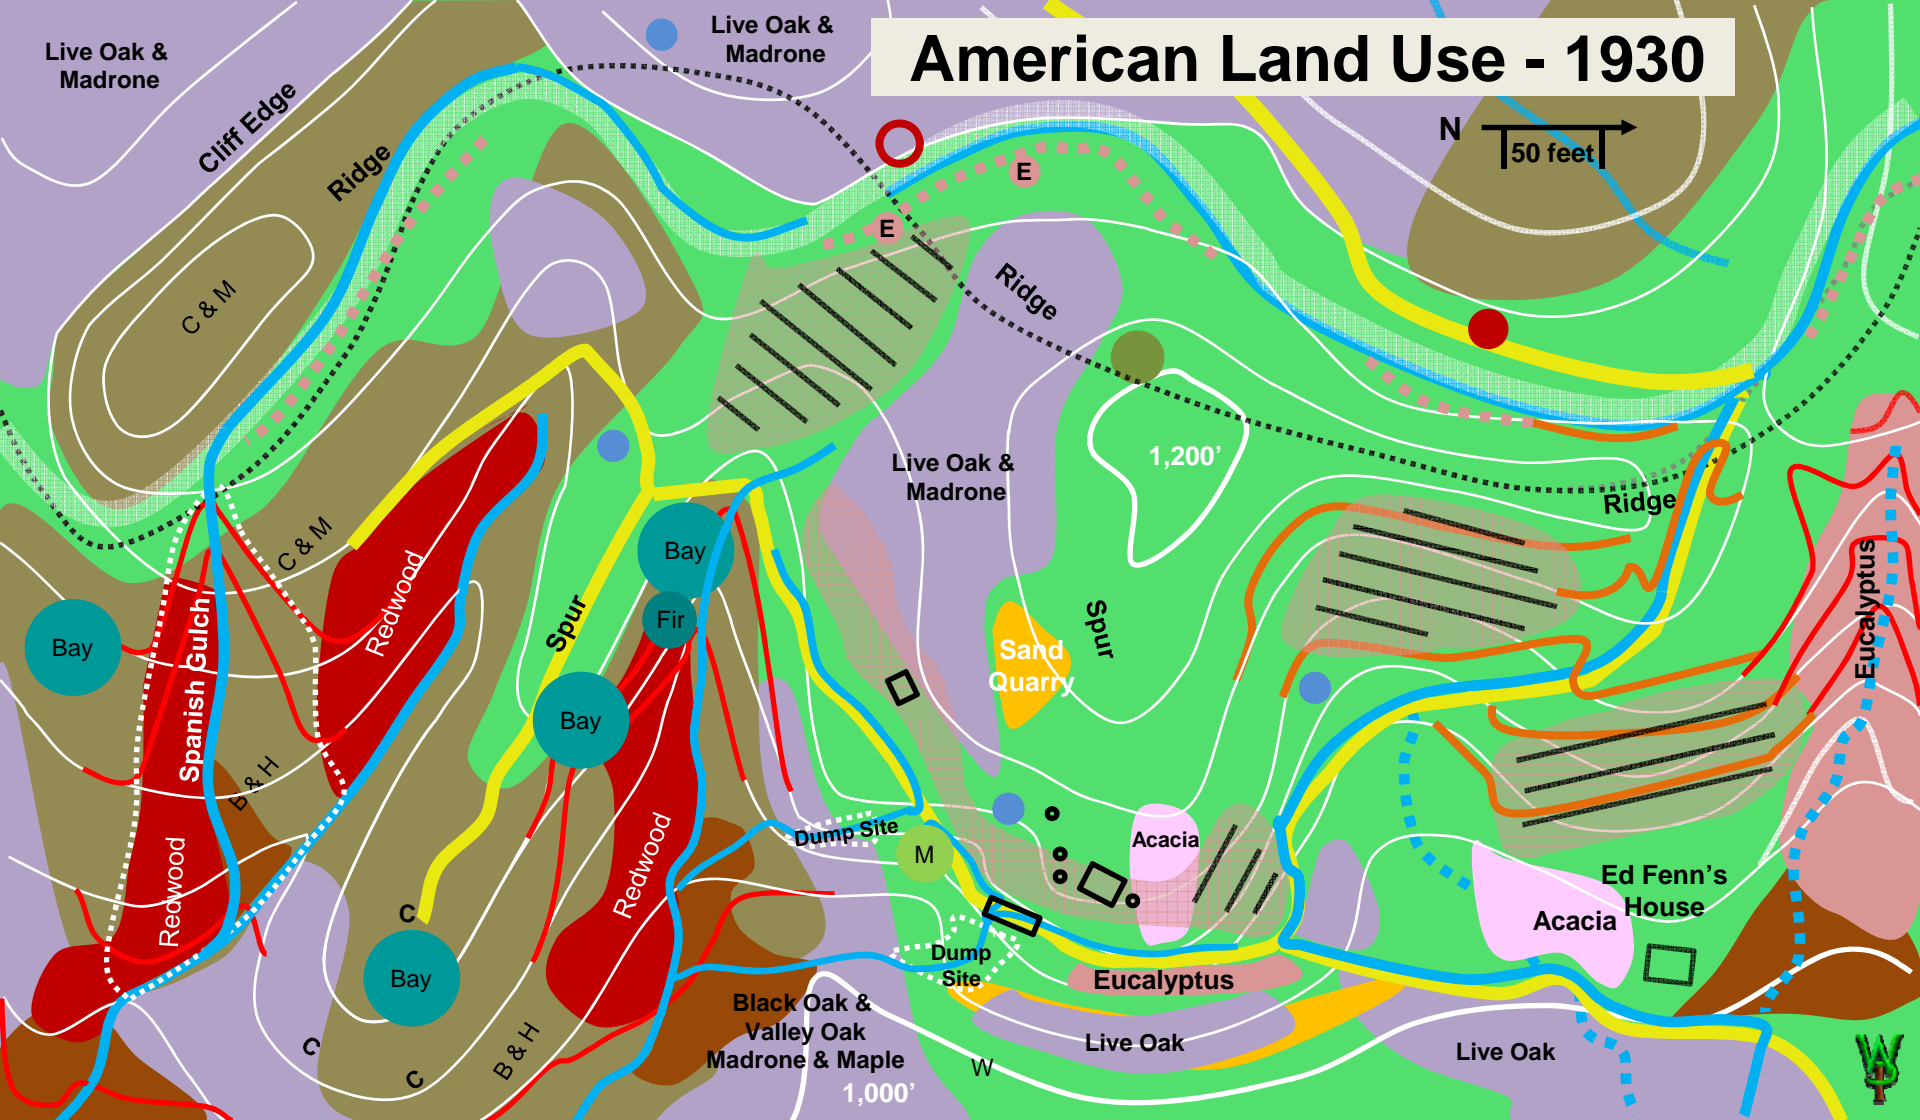 American Land Use - 1930
Live Oak &
Madrone
Live Oak &
Madrone
Cliff Edge
Ridge
N
50 feet
E
E
C & M
Ridge
1,200’
Live Oak &
Madrone
Ridge
C & M
Redwood
Bay
Fir
Spur
Spur
Bay
Spanish Gulch
Sand
Quarry
Eucalyptus
Bay
B & H
Dump Site
M
Acacia
Redwood
Redwood
Ed Fenn’s
House
Acacia
C
Bay
Dump
Site
Eucalyptus
Black Oak &
Valley Oak
Madrone & Maple
1,000’
Live Oak
Live Oak
W
C
C
B & H